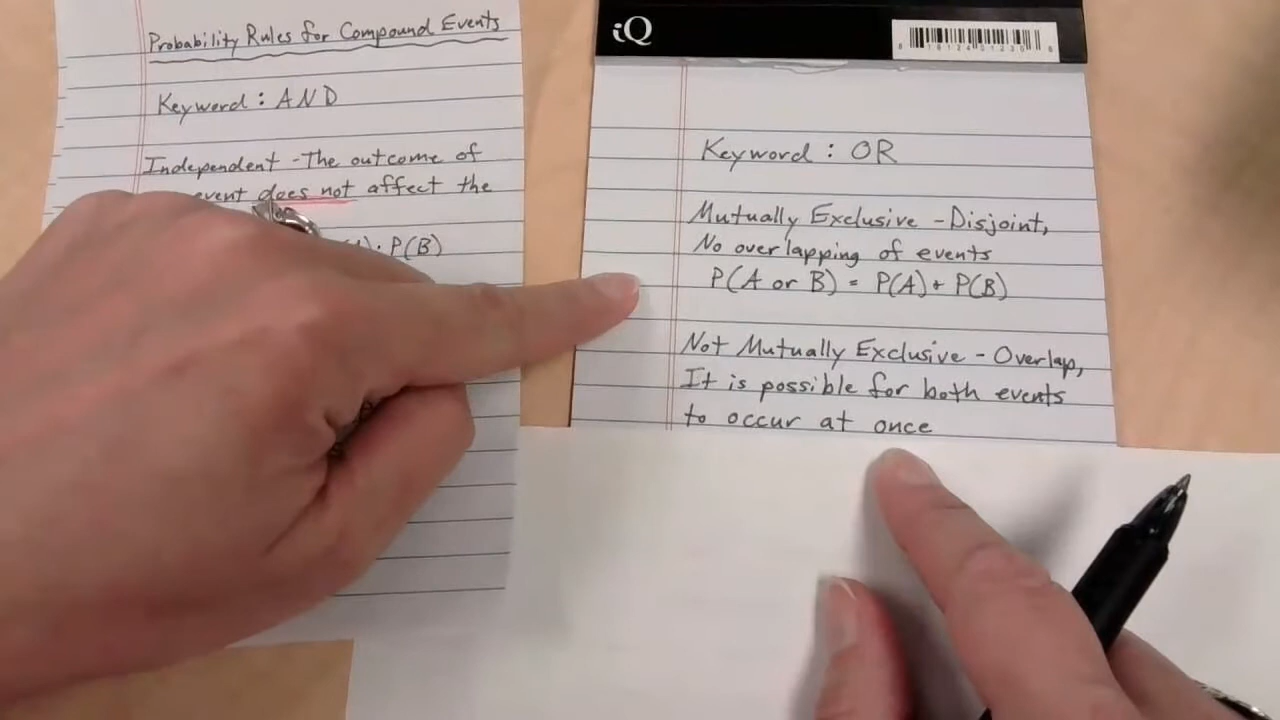 Probability Rules for Compound Events
Keyword: AND
Independent - The outcome of
event does not affect the
· P(B)
iQ
Keyword: OR
Mutually Exclusive - Disjoint,
No overlapping of events
P(A or B) = P(A) + P(B)
Not Mutually Exclusive - Overlap,
It is possible for both events
to occur at once